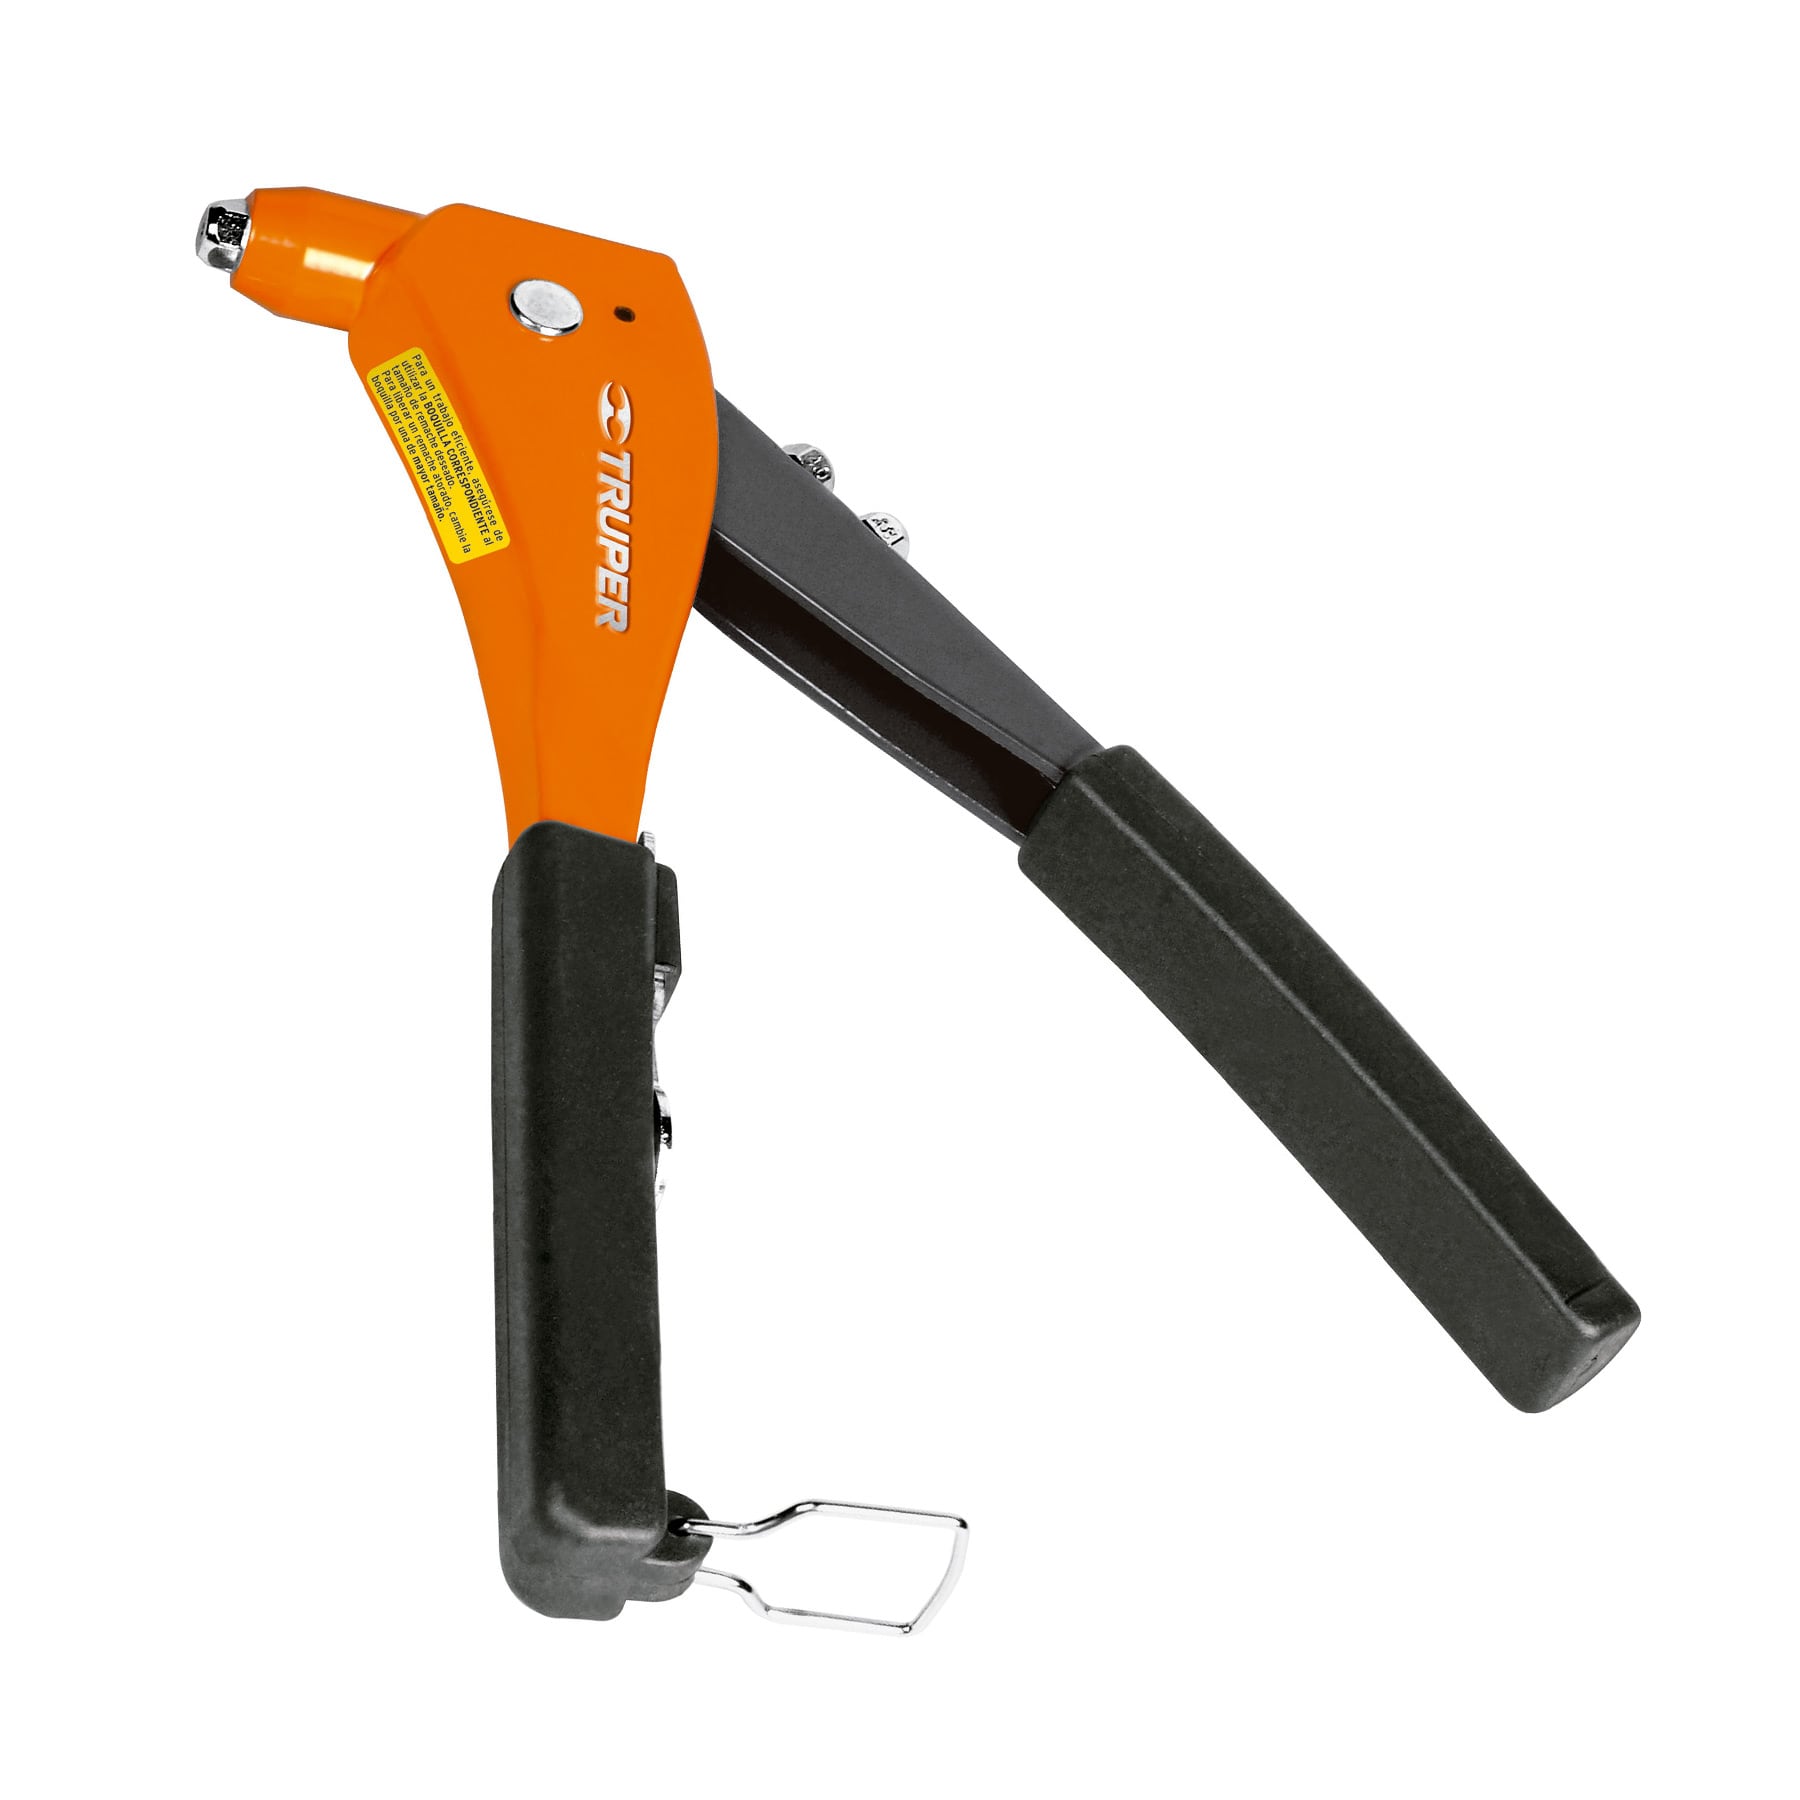 Para un trabajo eficiente, asegúrese de
utilizar la BOQUILLA CORRESPONDIENTE al
tamaño de remache deseado.
Para liberar un remache atorado, cambie la
boquilla por una de mayor tamaño.
TRUPER
40